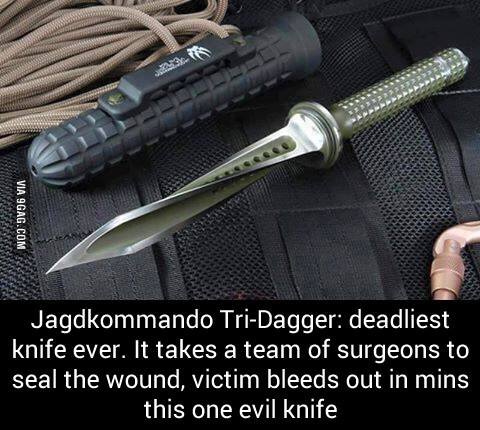 VIA 9GAG.COM
Jagdkommando Tri-Dagger: deadliest
knife ever. It takes a team of surgeons to
seal the wound, victim bleeds out in mins
this one evil knife